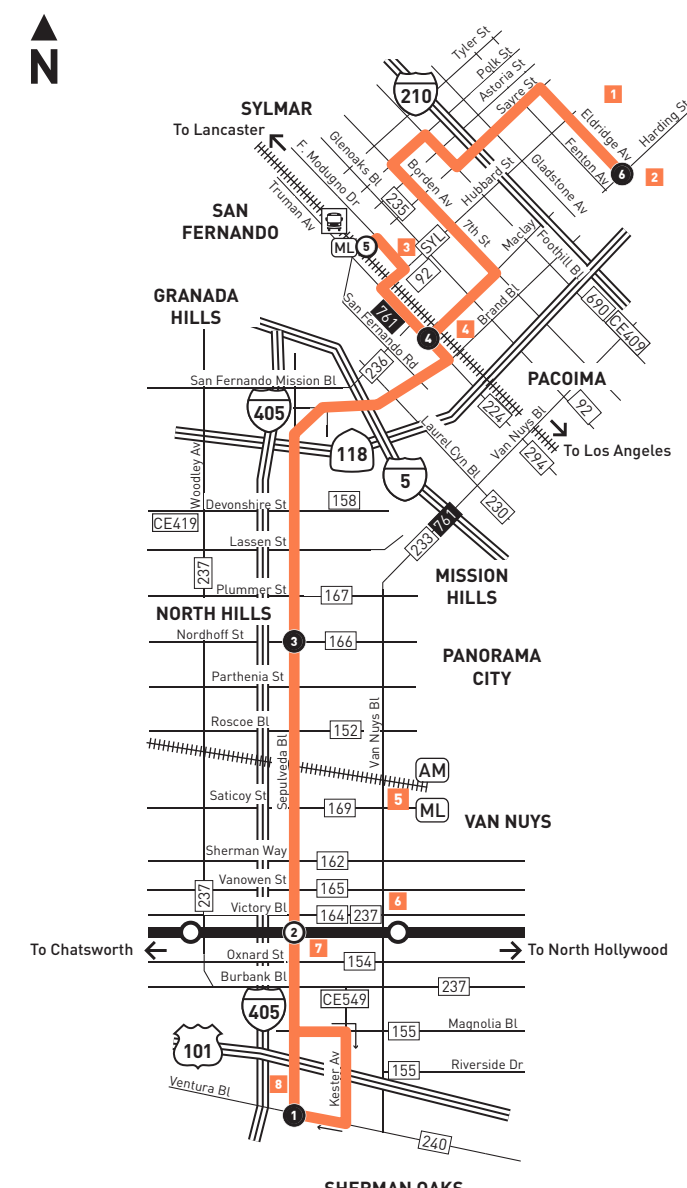 N
Tyler St
Polk St
Astoria St
Sayre St
210
1
SYLMAR
To Lancaster
Eldridge Av
Harding St
Fenton Av
6
2
Glenoaks Bl
F. Modugno Dr
Borden Av
Hubbard St
Gladstone Av
235
Truman Av
SAN
FERNANDO
ML
5
3
SYL
92
7th St
Maclay
Foothill Bl
690
CE409
GRANADA
HILLS
761
San Fernando Rd
4
4
Brand Bl
236
PACOIMA
San Fernando Mission Bl
405
224
92
Van Nuys Bl
To Los Angeles
294
118
5
Laurel Cyn Bl
230
Woodley Av
Devonshire St
158
CE419
761
233
Lassen St
237
Plummer St
167
MISSION
HILLS
NORTH HILLS
Nordhoff St
3
166
PANORAMA
CITY
Parthenia St
Roscoe Bl
152
Van Nuys Bl
Sepulveda Bl
AM
5
Saticoy St
169
ML
VAN NUYS
Sherman Way
162
Vanowen St
165
237
Victory Bl
164
237
6
2
To Chatsworth
7
To North Hollywood
Oxnard St
154
Burbank Bl
237
405
CE549
Magnolia Bl
155
101
Riverside Dr
155
Kester Av
Ventura Bl
8
1
240
SHERMAN OAKS